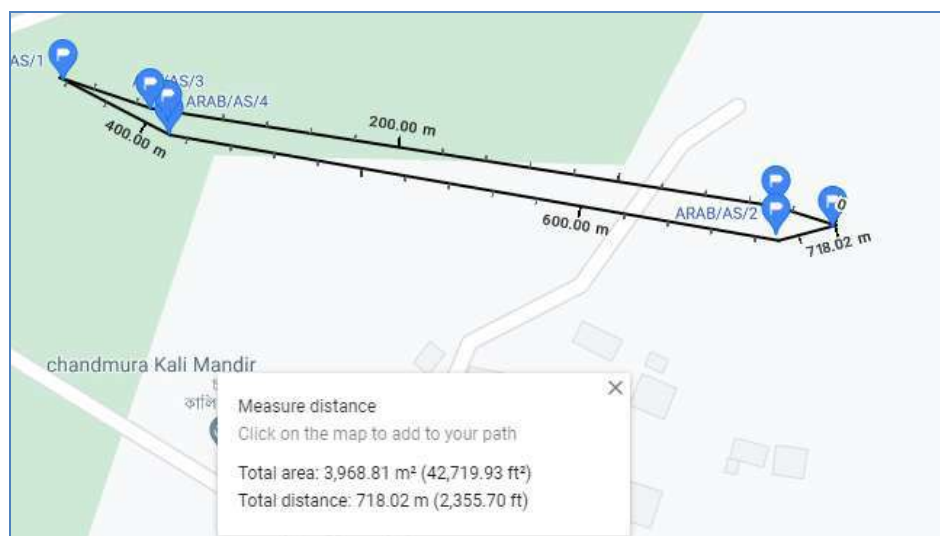 AS/1
/AS/3
ARAB/AS/4
400.00 m
200.00 m
ARAB/AS/2
0
600.00 m
718.02 m
chandmura Kali Mandir
Measure distance
Click on the map to add to your path
Total area: 3,968.81 m² (42,719.93 ft²)
Total distance: 718.02 m (2,355.70 ft)